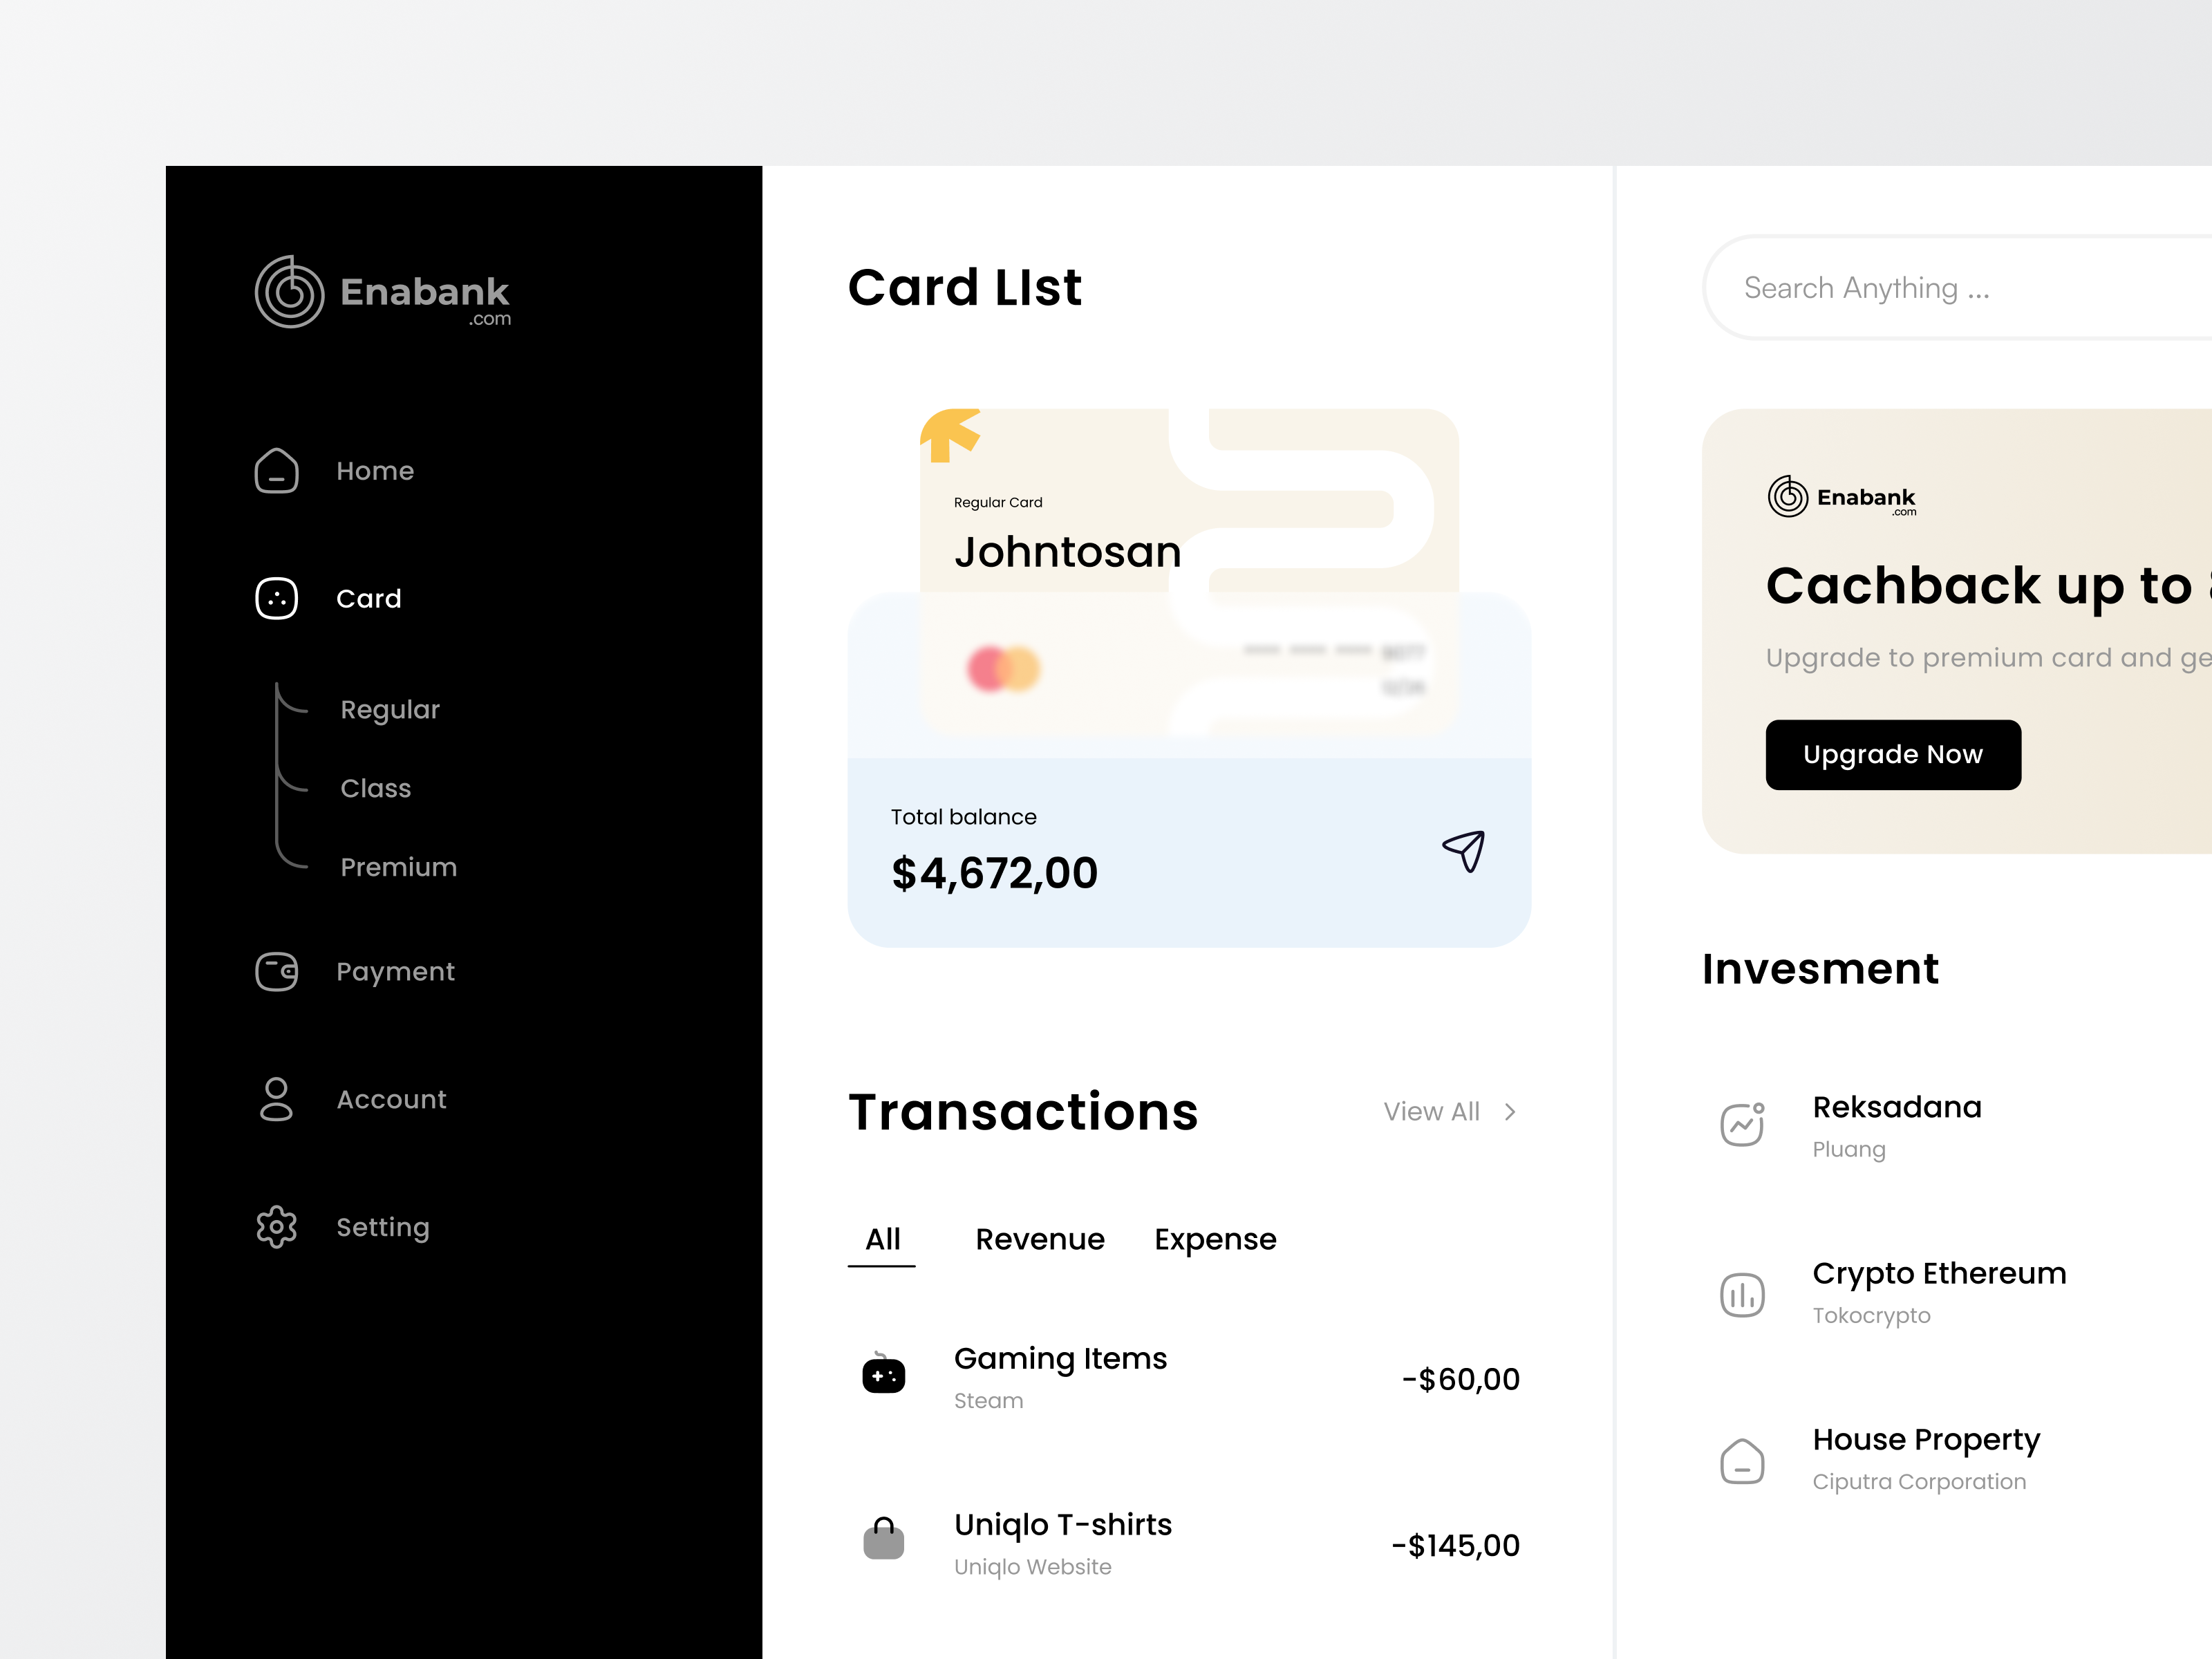 Enabank
.com
Home
Card
Regular
Class
Premium
Payment
Account
Setting
Card LIst
Regular Card
Johntosan
Total balance
$4,672,00
Transactions
View All
All
Revenue
Expense
Gaming Items
Steam
-$60,00
Uniqlo T-shirts
Uniqlo Website
-$145,00
Search Anything ...
Enabank
.com
Cachback up to
Upgrade to premium card and ge
Upgrade Now
Invesment
Reksadana
Pluang
Crypto Ethereum
Tokocrypto
House Property
Ciputra Corporation